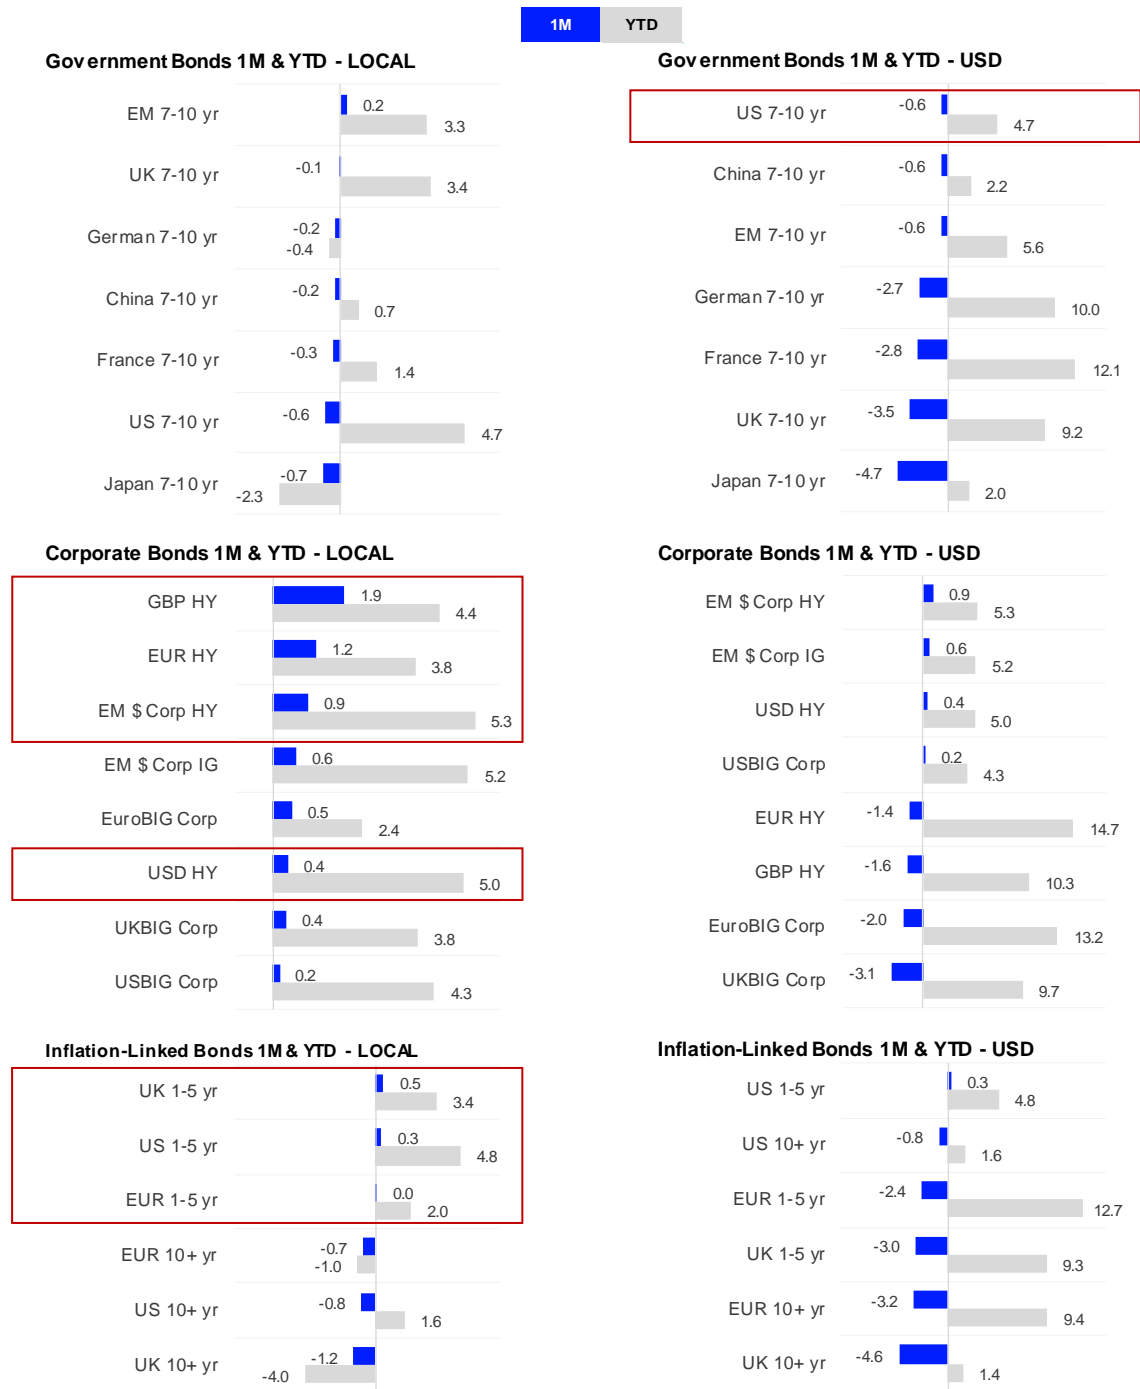 1M YTD
Government Bonds 1M & YTD - LOCAL
EM 7-10 yr 0.2
3.3
UK 7-10 yr -0.1
3.4
German 7-10 yr -0.2
-0.4
China 7-10 yr -0.2
0.7
France 7-10 yr -0.3
1.4
US 7-10 yr -0.6
4.7
Japan 7-10 yr -0.7
-2.3
Government Bonds 1M & YTD - USD
US 7-10 yr -0.6
4.7
China 7-10 yr -0.6
2.2
EM 7-10 yr -0.6
5.6
German 7-10 yr -2.7
10.0
France 7-10 yr -2.8
12.1
UK 7-10 yr -3.5
9.2
Japan 7-10 yr -4.7
2.0
Corporate Bonds 1M & YTD - LOCAL
GBP HY 1.9
4.4
EUR HY 1.2
3.8
EM $ Corp HY 0.9
5.3
EM $ Corp IG 0.6
5.2
EuroBIG Corp 0.5
2.4
USD HY 0.4
5.0
UKBIG Corp 0.4
3.8
USBIG Corp 0.2
4.3
Corporate Bonds 1M & YTD - USD
EM $ Corp HY 0.9
5.3
EM $ Corp IG 0.6
5.2
USD HY 0.4
5.0
USBIG Corp 0.2
4.3
EUR HY -1.4
14.7
GBP HY -1.6
10.3
EuroBIG Corp -2.0
13.2
UKBIG Corp -3.1
9.7
Inflation-Linked Bonds 1M & YTD - LOCAL
UK 1-5 yr 0.5
3.4
US 1-5 yr 0.3
4.8
EUR 1-5 yr 0.0
2.0
EUR 10+ yr -0.7
-1.0
US 10+ yr -0.8
1.6
UK 10+ yr -1.2
-4.0
Inflation-Linked Bonds 1M & YTD - USD
US 1-5 yr 0.3
4.8
US 10+ yr -0.8
1.6
EUR 1-5 yr -2.4
12.7
UK 1-5 yr -3.0
9.3
EUR 10+ yr -3.2
9.4
UK 10+ yr -4.6
1.4